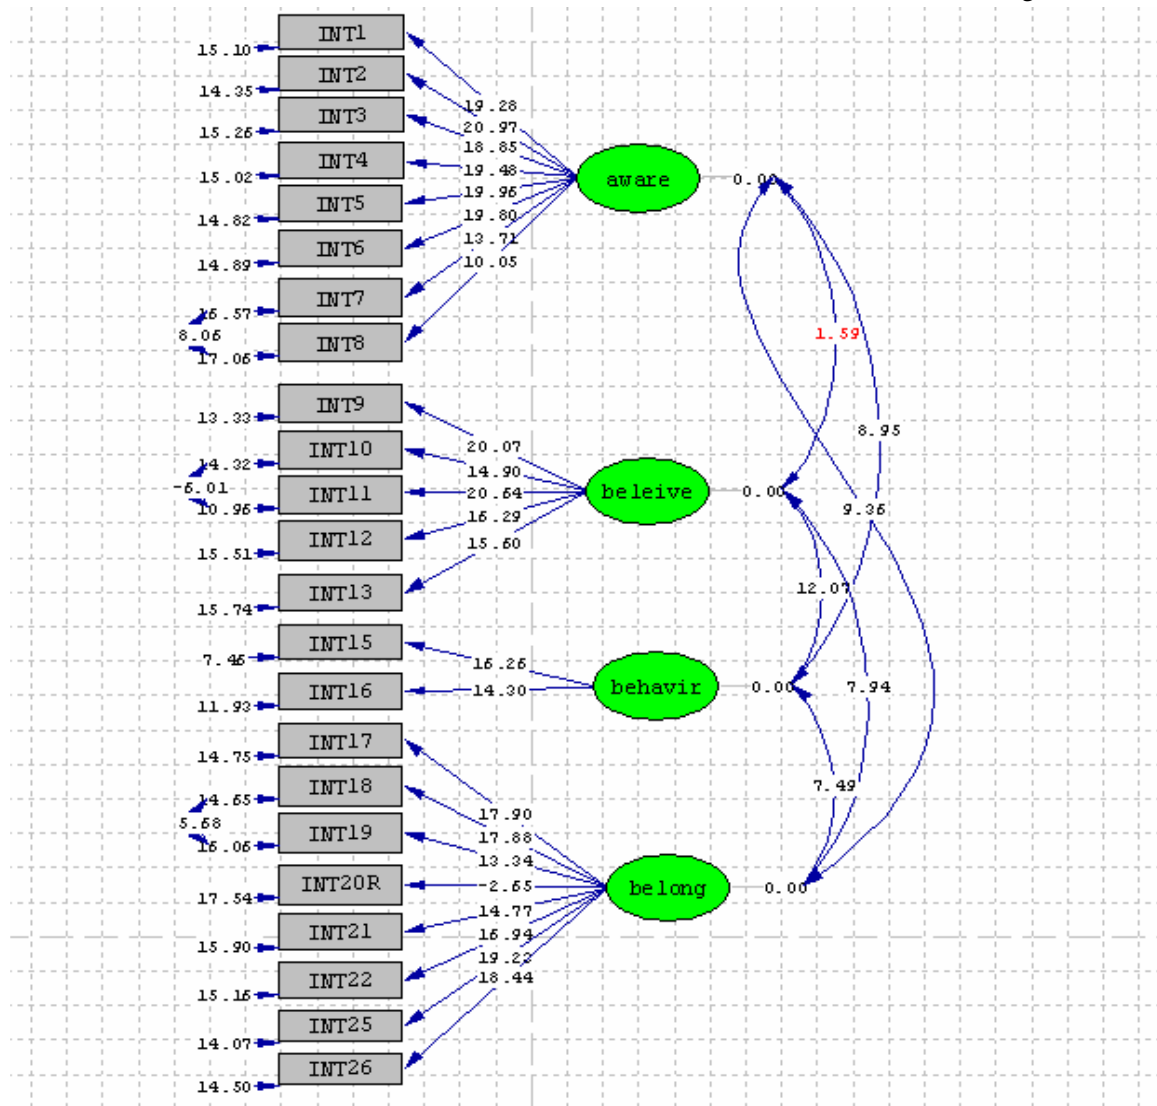 INT1
15.10
INT2
14.35
INT3
15.26
INT4
15.02
INT5
14.82
INT6
14.89
INT7
16.57
8.06
INT8
17.06
19.28
20.97
18.85
19.48
19.96
19.80
13.71
10.05
aware
0.00
1.59
8.95
9.36
INT9
13.33
INT10
14.32
-6.01
INT11
10.96
INT12
15.51
INT13
15.74
20.07
14.90
20.64
16.29
15.60
beleive
0.00
12.07
7.94
INT15
7.46
INT16
11.93
16.26
14.30
behavir
0.00
7.49
INT17
14.75
INT18
14.65
5.68
INT19
16.06
INT20R
17.54
INT21
15.90
INT22
15.16
INT25
14.07
INT26
14.50
17.90
17.88
13.34
-2.65
14.77
16.94
19.22
18.44
belong
0.00